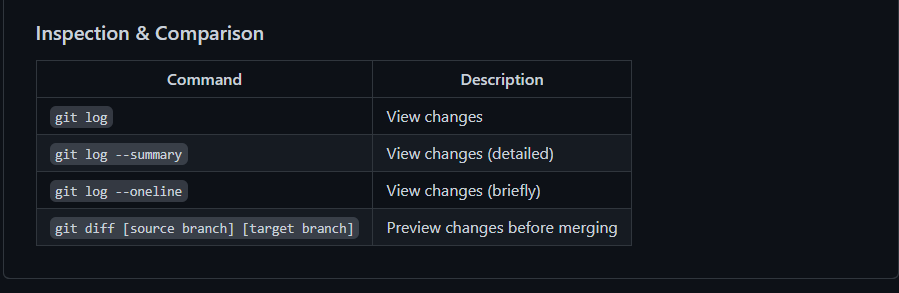 Inspection & Comparison
Command Description
git log View changes
git log --summary View changes (detailed)
git log --oneline View changes (briefly)
git diff [source branch] [target branch] Preview changes before merging